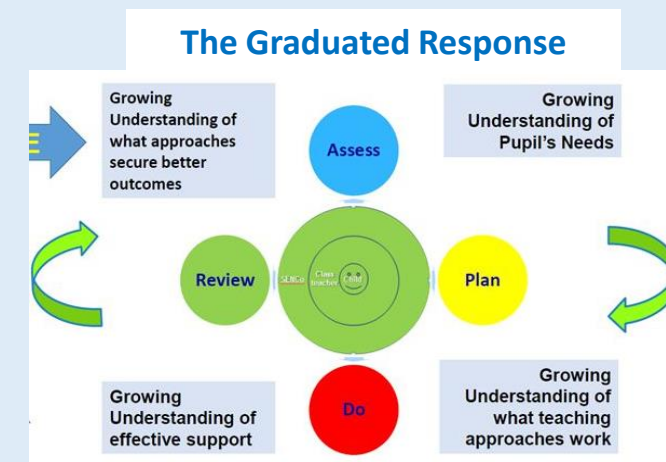 The Graduated Response
Growing
Understanding of
what approaches
secure better
outcomes
Growing
Understanding of
Pupil's Needs
E
Assess
Review
SENCo
Class
teacher
Child
Plan
Do
Growing
Understanding of
effective support
Growing
Understanding of
what teaching
approaches work